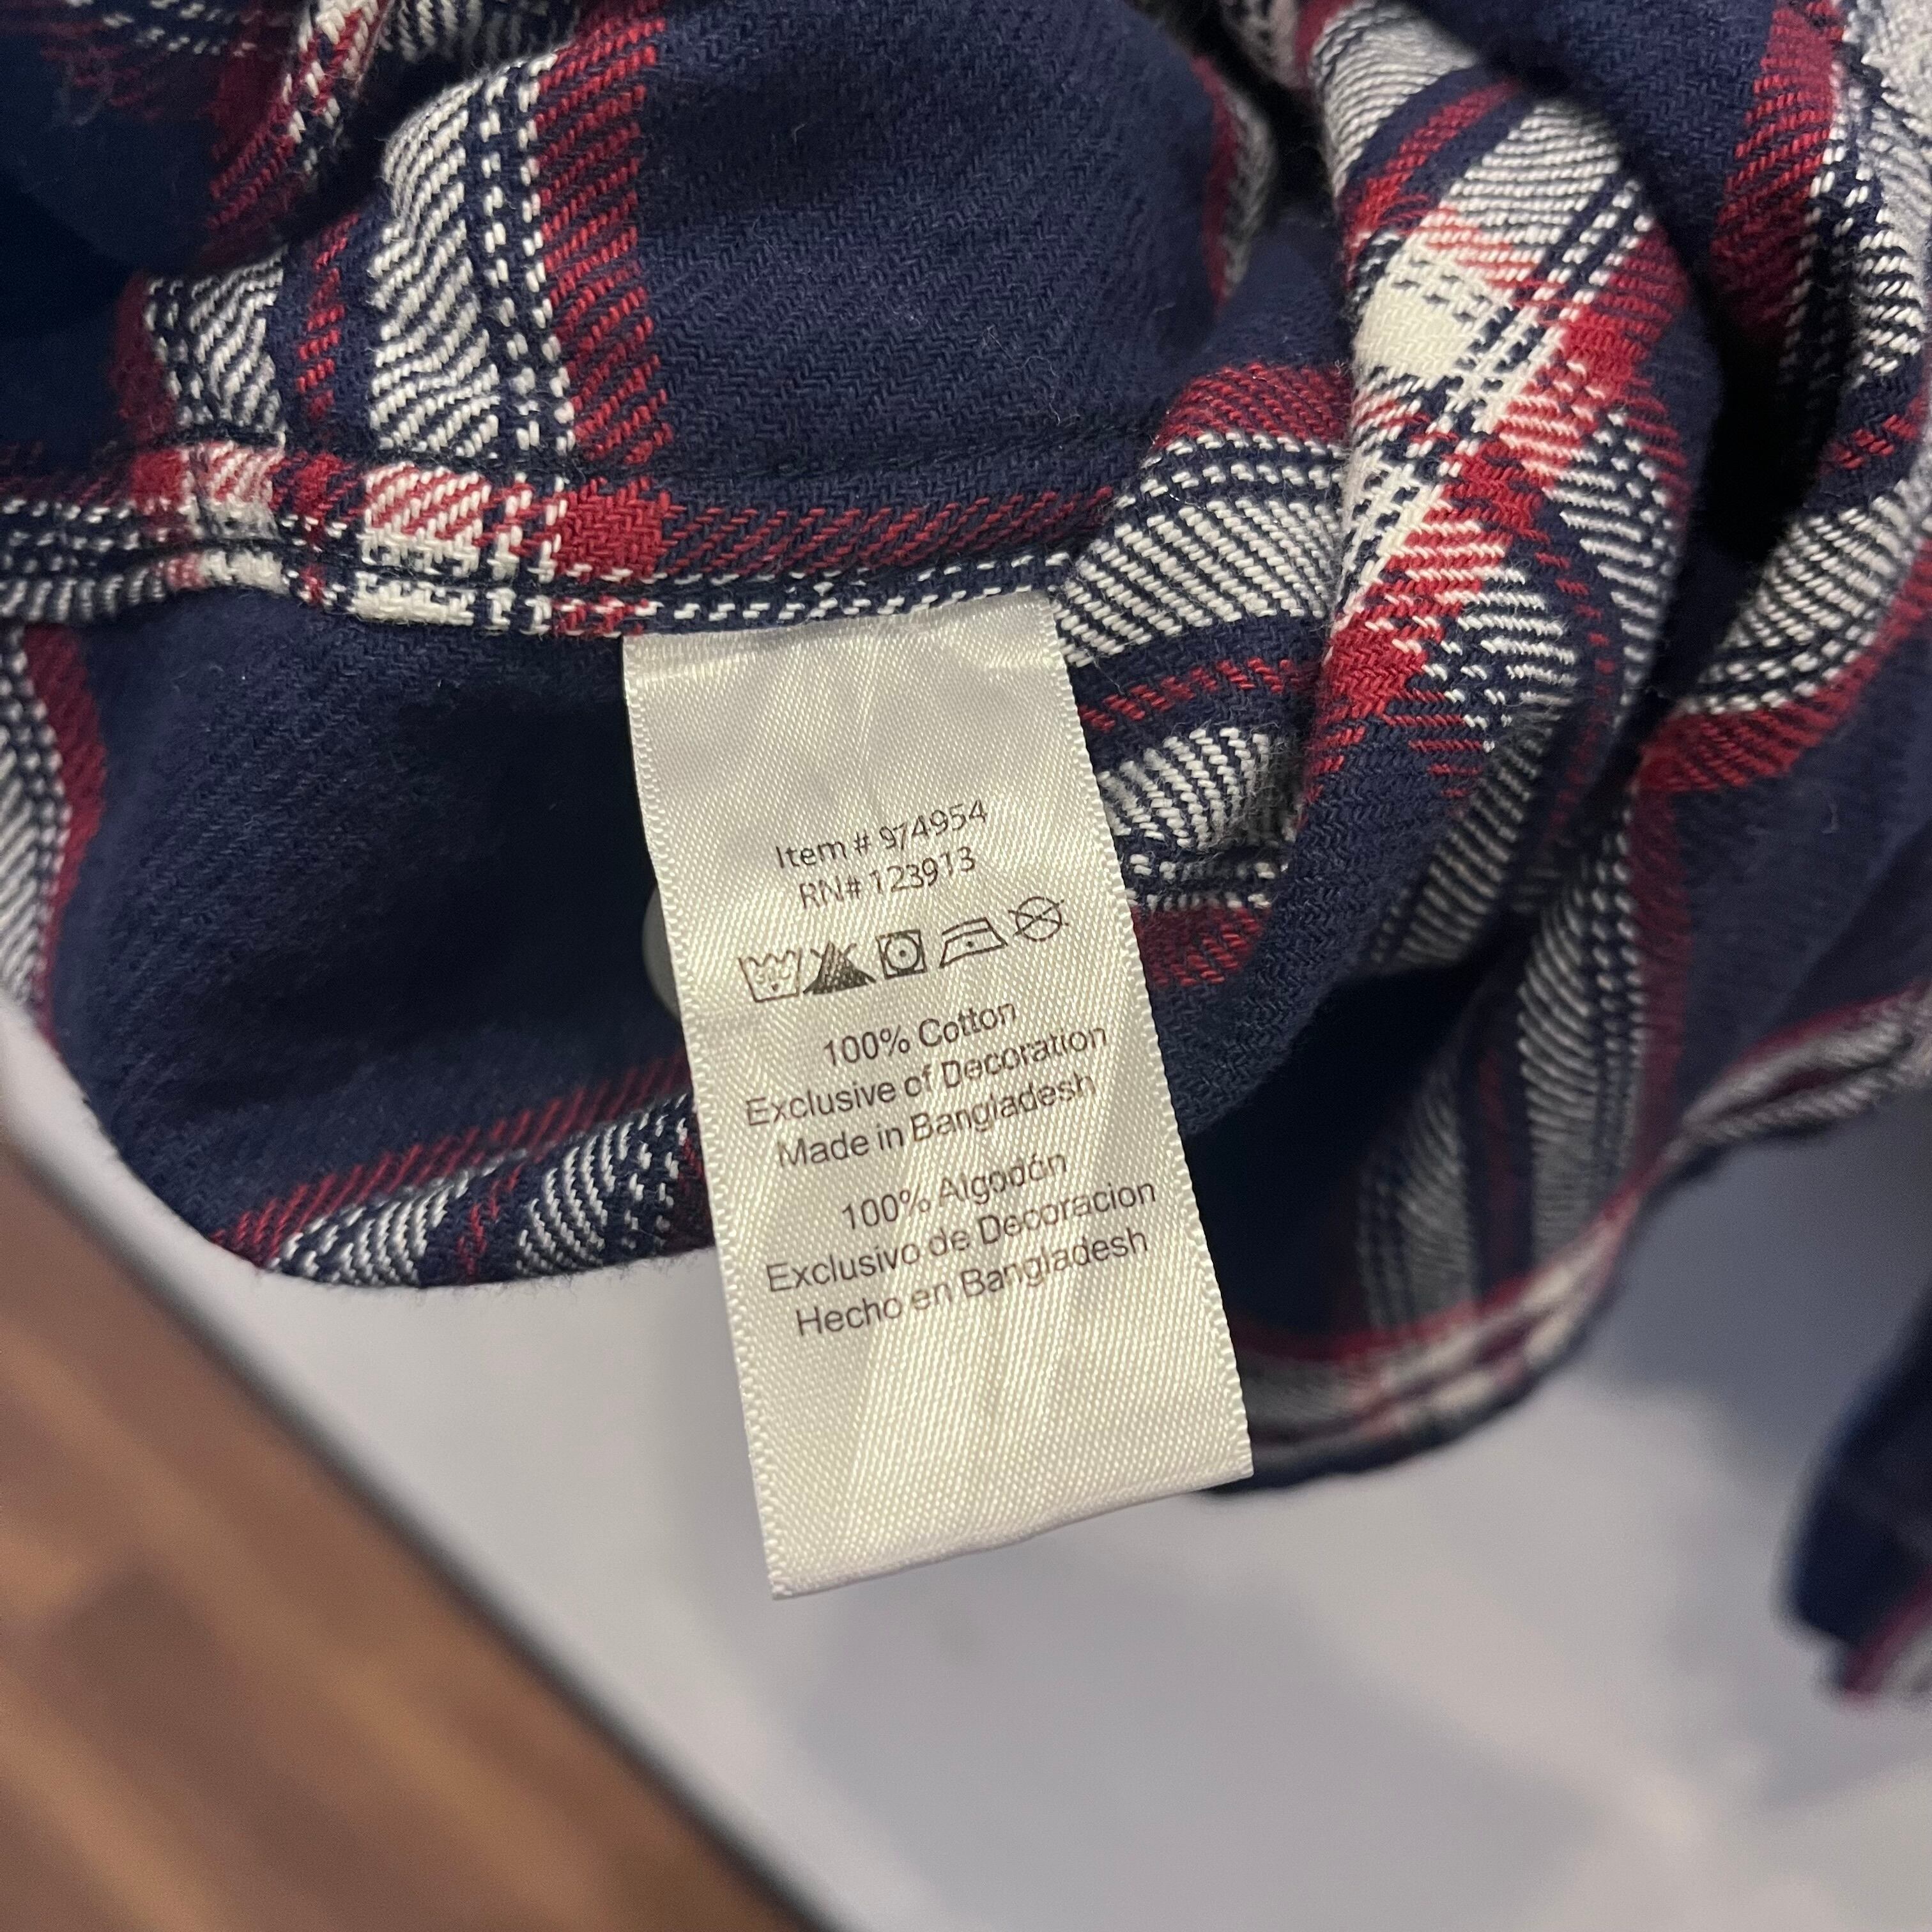 Item # 974954
RN# 123913
100% Cotton
Exclusive of Decoration
Made in Bangladesh
100% Algodón
Exclusivo de Decoracion
Hecho en Bangladesh